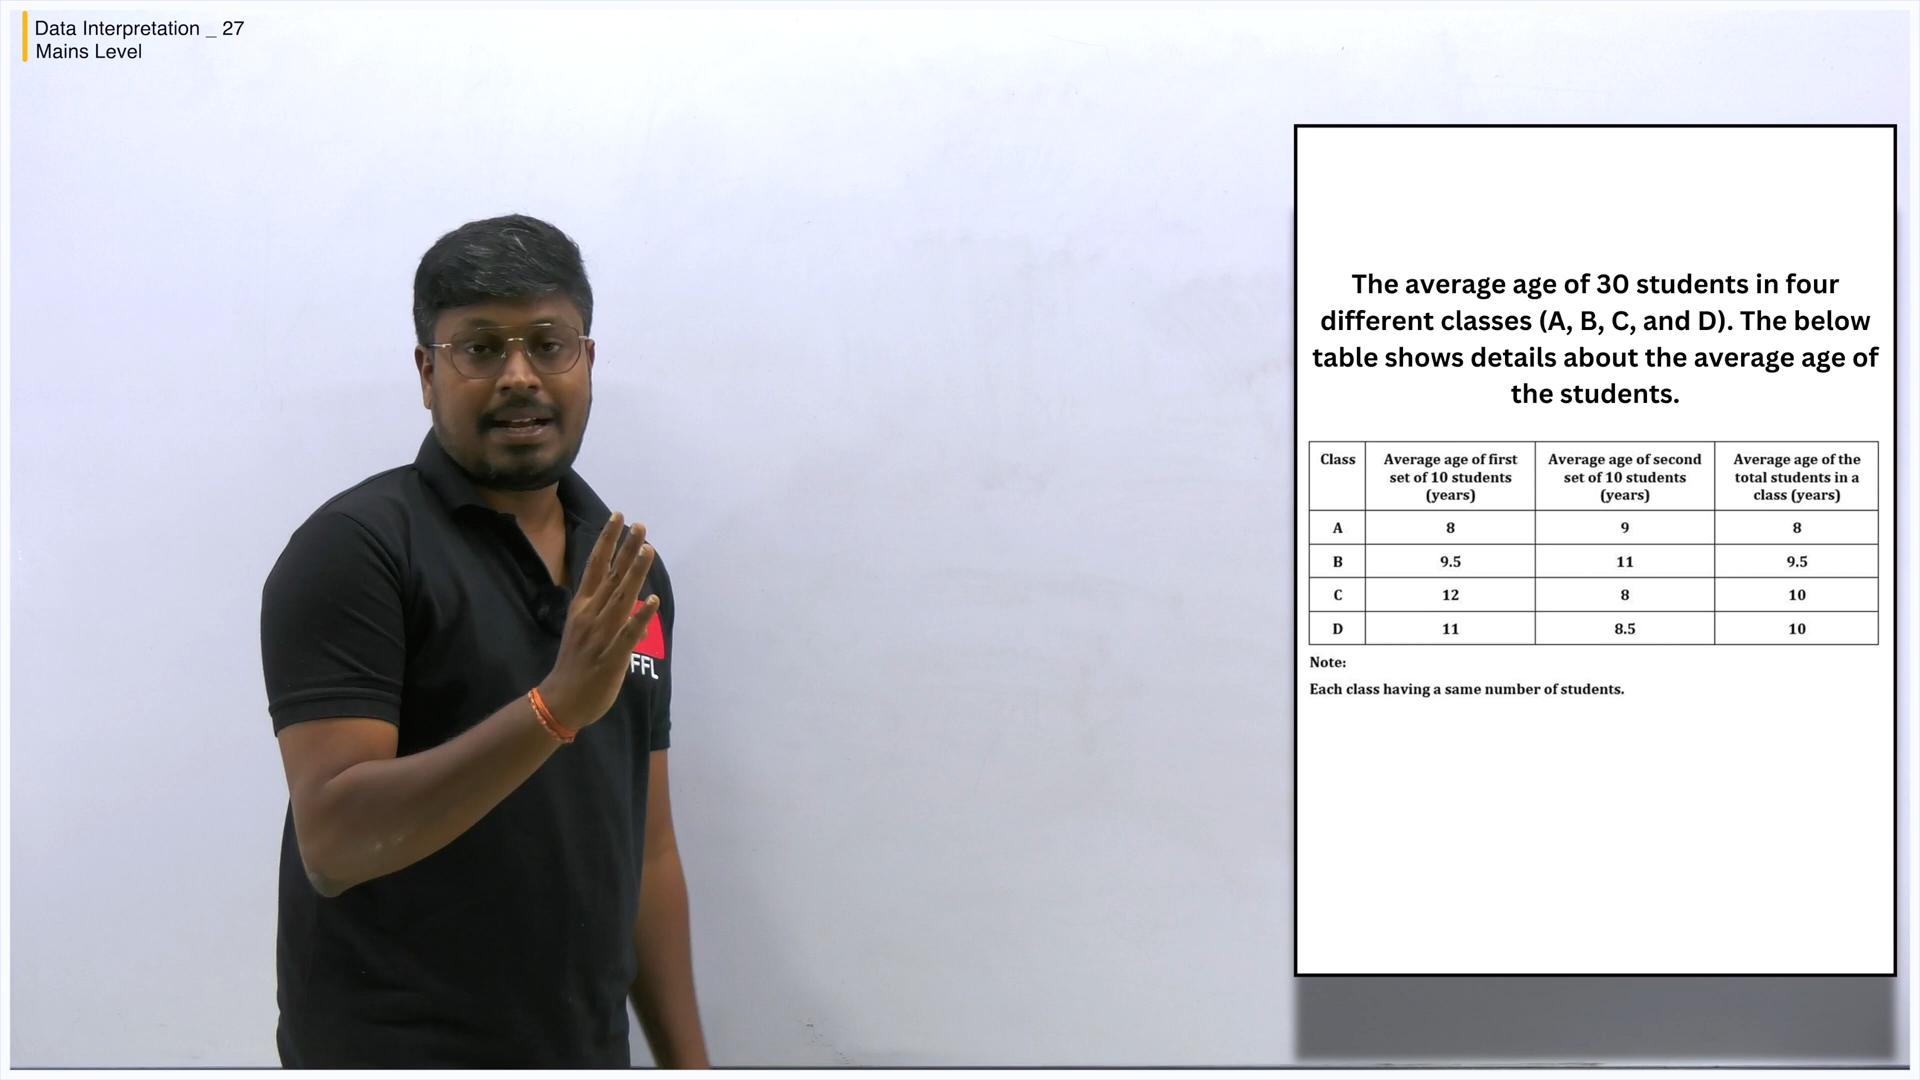 Data Interpretation _ 27
Mains Level
The average age of 30 students in four
different classes (A, B, C, and D). The below
table shows details about the average age of
the students.
Class Average age of first set of 10 students (years) Average age of second set of 10 students (years) Average age of the total students in a class (years)
A 8 9 8
B 9.5 11 9.5
C 12 8 10
D 11 8.5 10
Note:
Each class having a same number of students.
FFL